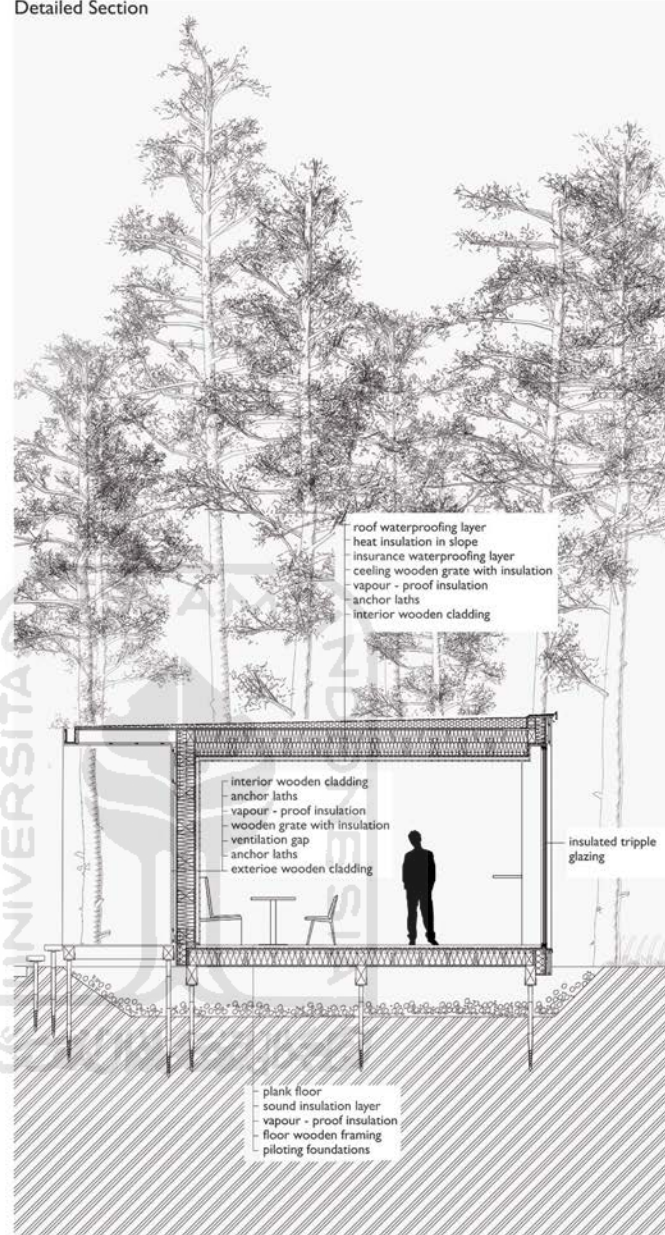 Detailed Section
roof waterproofing layer
heat insulation in slope
insurance waterproofing layer
ceeling wooden grate with insulation
vapour - proof insulation
anchor laths
interior wooden cladding
interior wooden cladding
anchor laths
vapour - proof insulation
wooden grate with insulation
ventilation gap
anchor laths
exterioe wooden cladding
insulated tripple
glazing
plank floor
sound insulation layer
vapour - proof insulation
floor wooden framing
piloting foundations